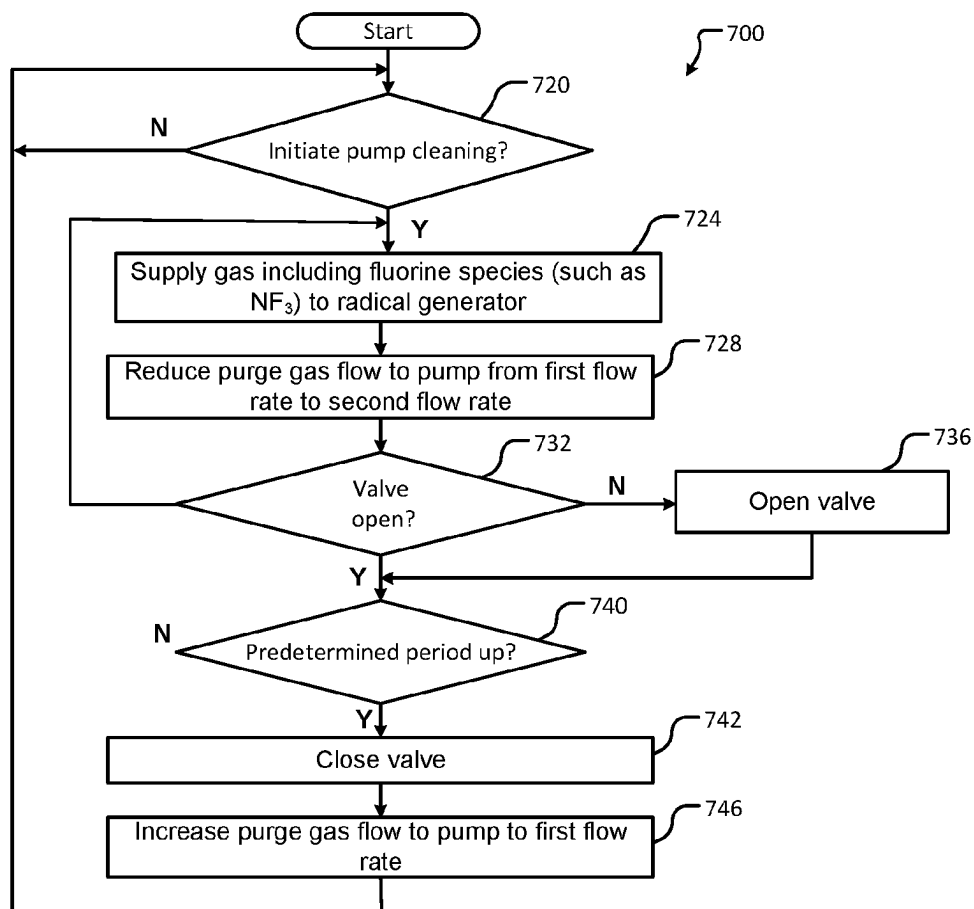 Start
700
720
N
Initiate pump cleaning?
Y
724
Supply gas including fluorine species (such as
NF₃) to radical generator
728
Reduce purge gas flow to pump from first flow
rate to second flow rate
732
736
Valve
open?
N
Open valve
Y
740
N
Predetermined period up?
Y
742
Close valve
746
Increase purge gas flow to pump to first flow
rate